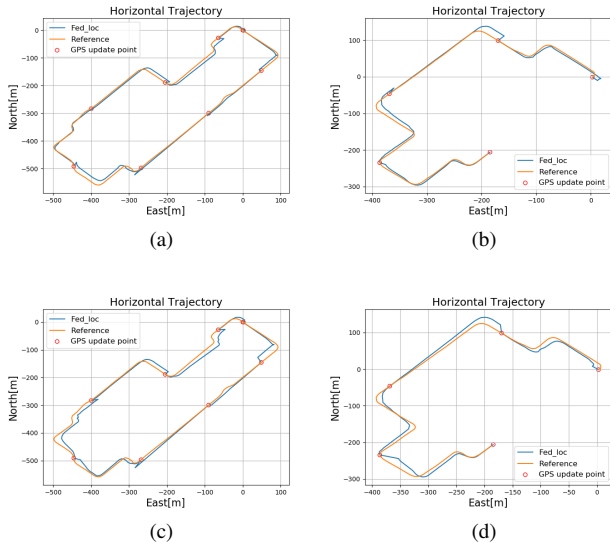 Horizontal Trajectory
Fed_loc
Reference
GPS update point
North[m]
0
−100
−200
−300
−400
−500
−500 −400 −300 −200 −100 0 100
East[m]
(a)
Horizontal Trajectory
North[m]
100
0
−100
−200
−300
Fed_loc
Reference
GPS update point
−400 −300 −200 −100 0
East[m]
(b)
Horizontal Trajectory
Fed_loc
Reference
GPS update point
North[m]
0
−100
−200
−300
−400
−500
−500 −400 −300 −200 −100 0 100
East[m]
(c)
Horizontal Trajectory
North[m]
100
0
−100
−200
−300
Fed_loc
Reference
GPS update point
−400 −350 −300 −250 −200 −150 −100 −50 0
East[m]
(d)